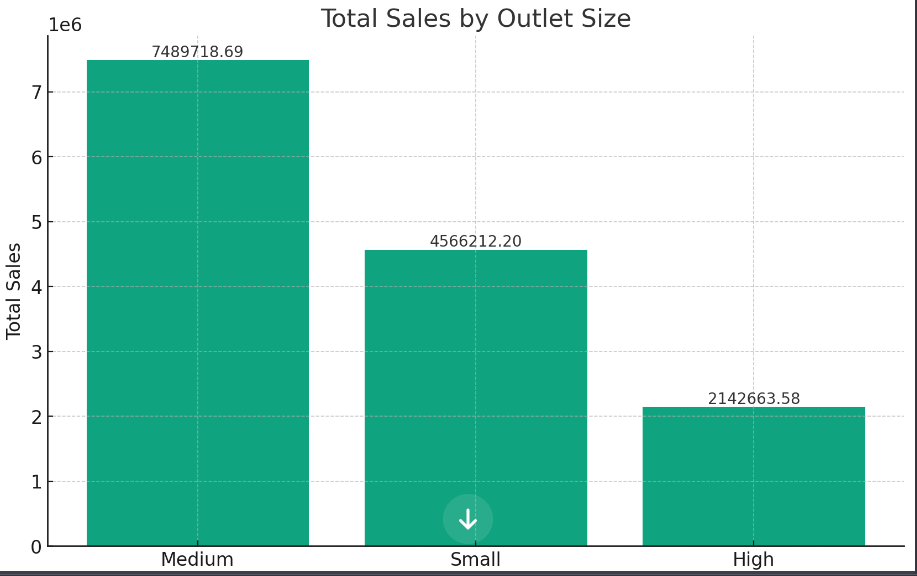 Total Sales by Outlet Size
1e6
7489718.69
4566212.20
2142663.58
7
6
5
4
3
2
1
0
Total Sales
Medium
Small
High